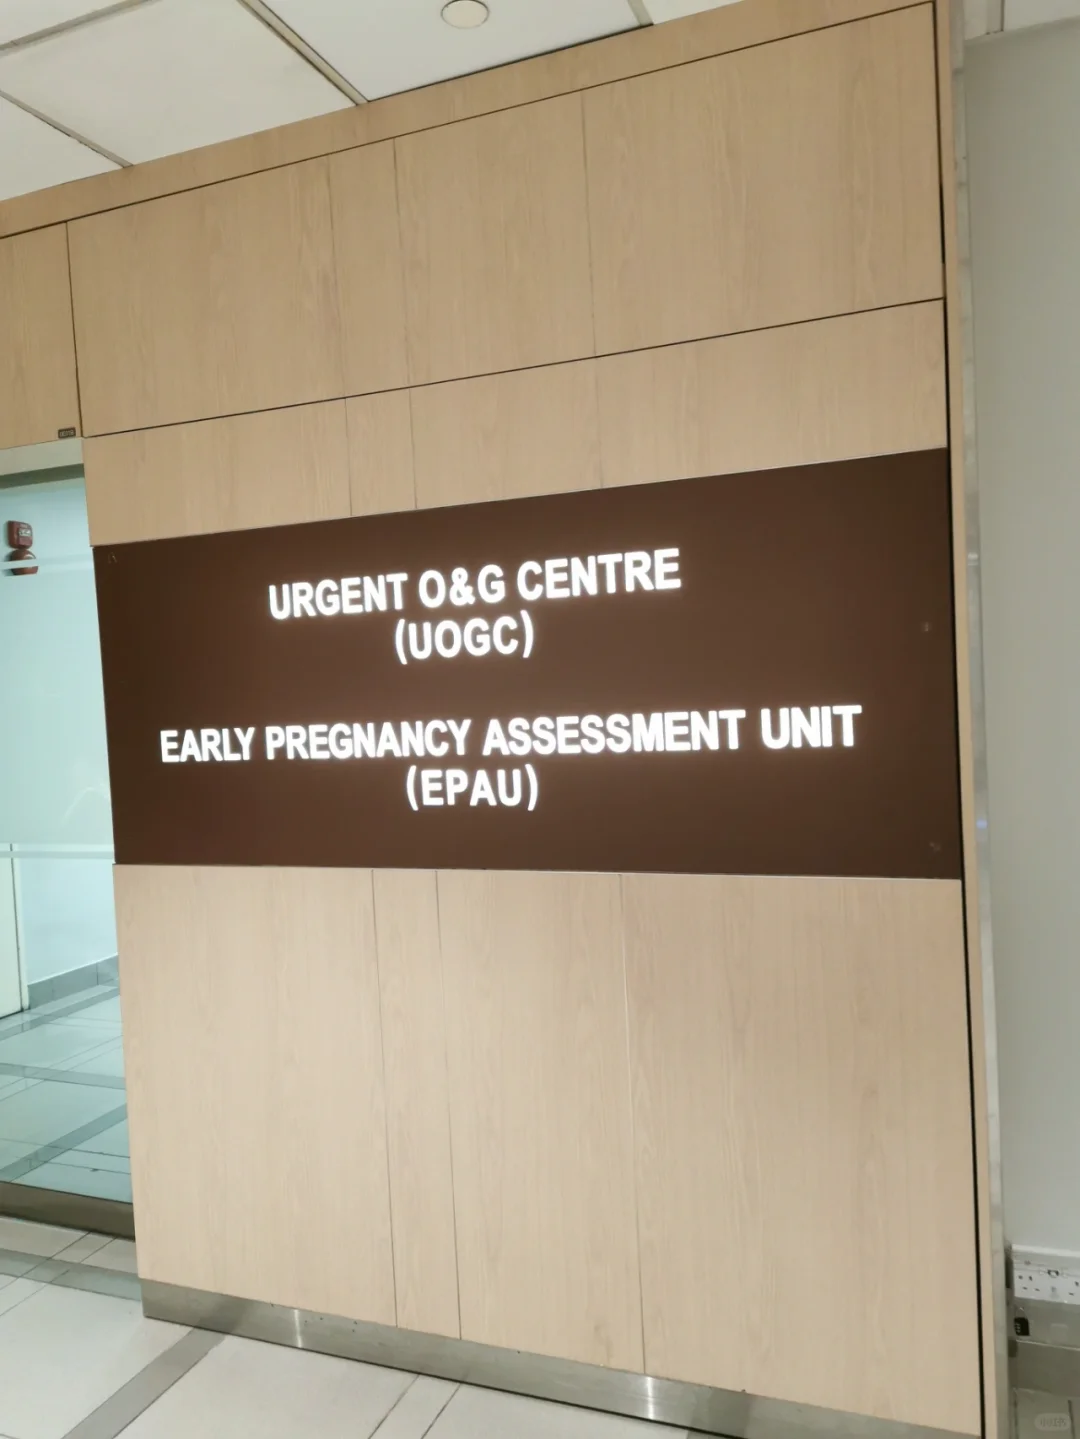 URGENT O&G CENTRE
(UOGC)
EARLY PREGNANCY ASSESSMENT UNIT
(EPAU)